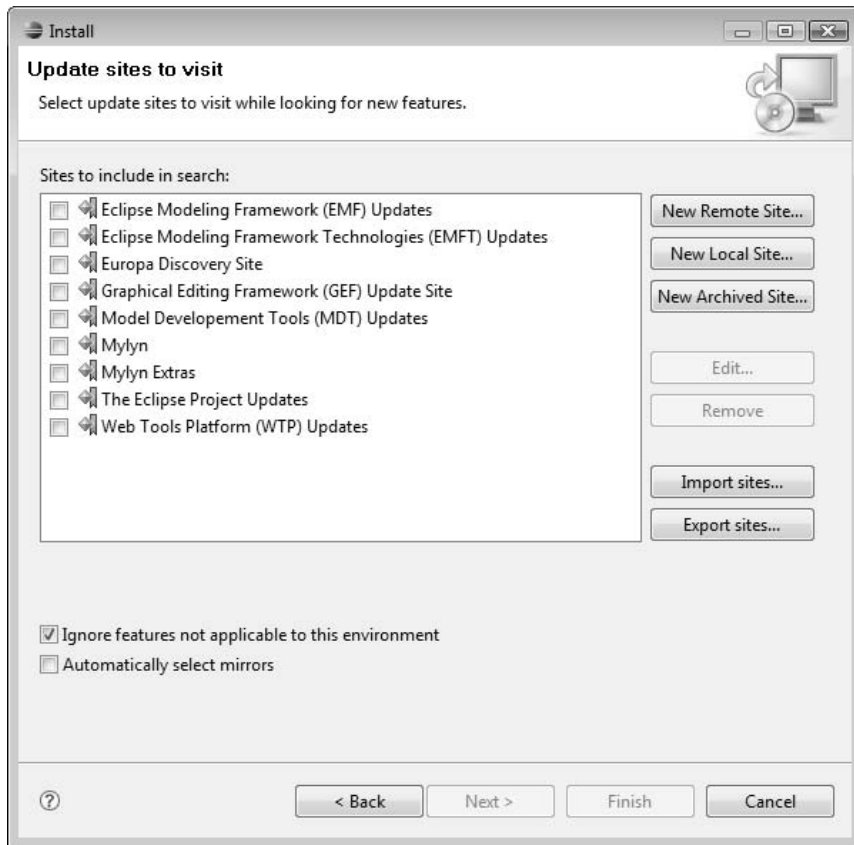 Install
Update sites to visit
Select update sites to visit while looking for new features.
Sites to include in search:
Eclipse Modeling Framework (EMF) Updates
Eclipse Modeling Framework Technologies (EMFT) Updates
Europa Discovery Site
Graphical Editing Framework (GEF) Update Site
Model Developement Tools (MDT) Updates
Mylyn
Mylyn Extras
The Eclipse Project Updates
Web Tools Platform (WTP) Updates
New Remote Site...
New Local Site...
New Archived Site...
Edit...
Remove
Import sites...
Export sites...
Ignore features not applicable to this environment
Automatically select mirrors
? < Back Next > Finish Cancel